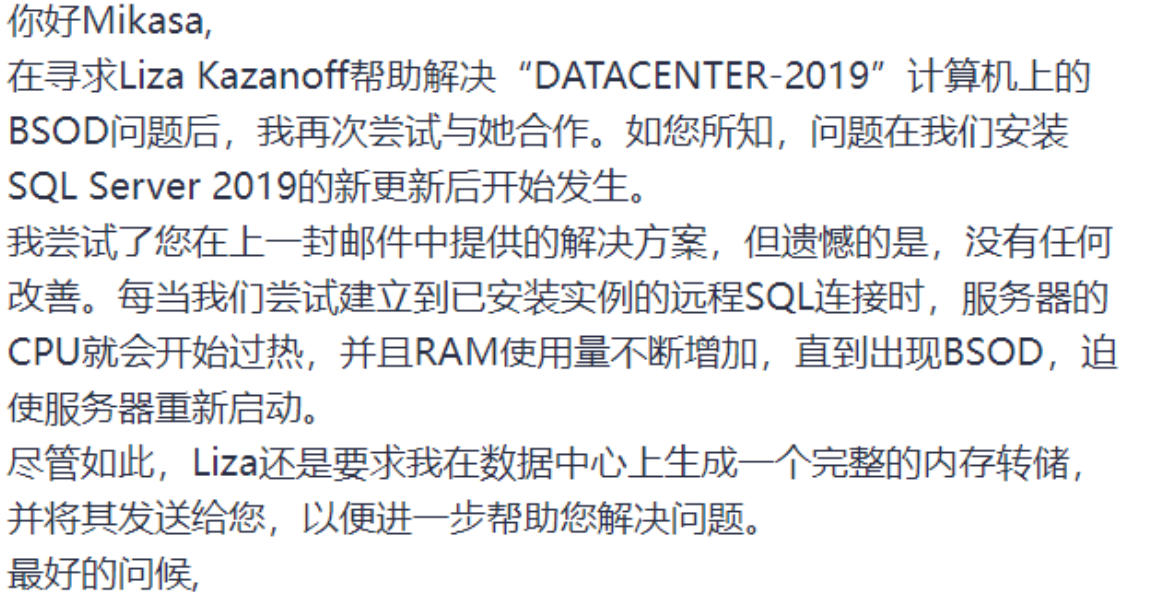 你好Mikasa,
在寻求Liza Kazanoff帮助解决“DATACENTER-2019”计算机上的
BSOD问题后，我再次尝试与她合作。如您所知，问题在我们安装
SQL Server 2019的新更新后开始发生。
我尝试了您在上一封邮件中提供的解决方案，但遗憾的是，没有任何
改善。每当我们尝试建立到已安装实例的远程SQL连接时，服务器的
CPU就会开始过热，并且RAM使用量不断增加，直到出现BSOD，迫
使服务器重新启动。
尽管如此，Liza还是要求我在数据中心上生成一个完整的内存转储，
并将其发送给您，以便进一步帮助您解决问题。
最好的问候,